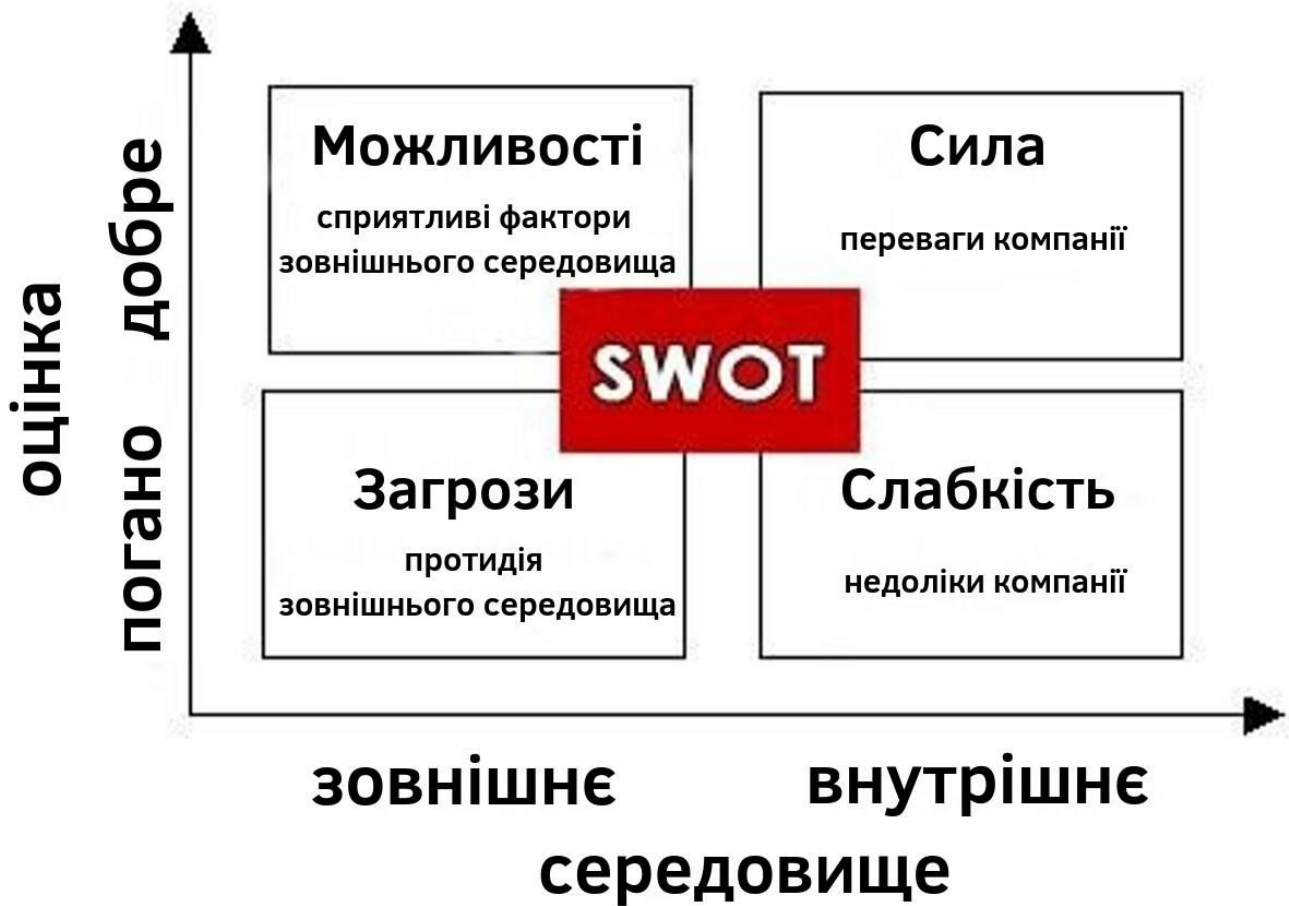 оцінка
добре
погано
Можливості
сприятливі фактори
зовнішнього середовища
Сила
переваги компанії
SWOT
Загрози
протидія
зовнішнього середовища
Слабкість
недоліки компанії
зовнішнє
внутрішнє
середовище